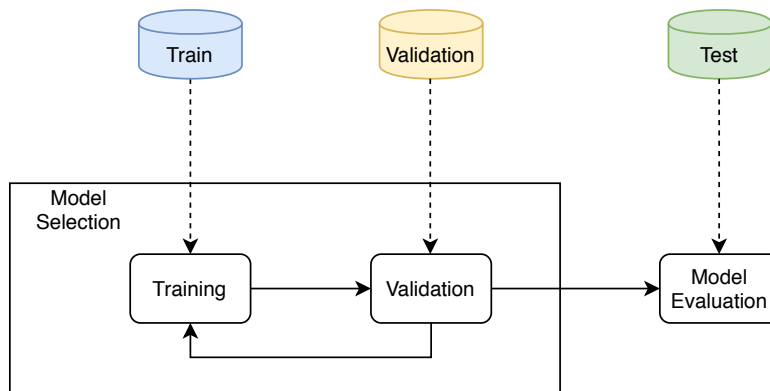 Train
Validation
Test
Model
Selection
Training
Validation
Model
Evaluation